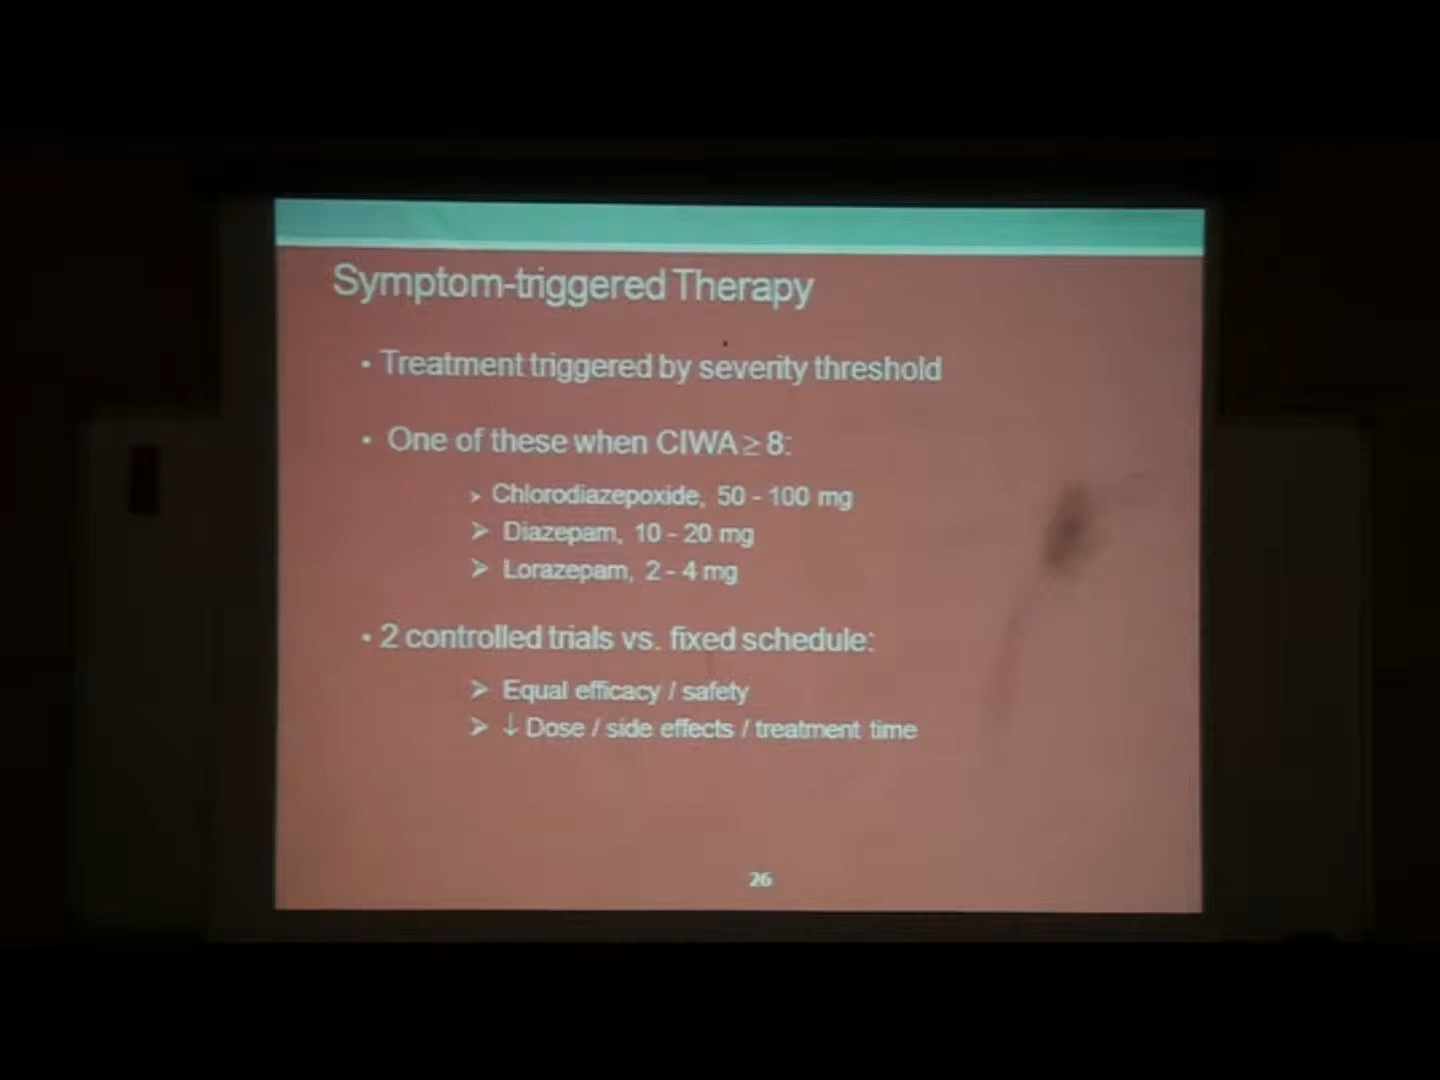 Symptom-triggered Therapy
• Treatment triggered by severity threshold
• One of these when CIWA ≥ 8:
➢ Chlorodiazepoxide, 50 - 100 mg
➢ Diazepam, 10 - 20 mg
➢ Lorazepam, 2 - 4 mg
• 2 controlled trials vs. fixed schedule:
➢ Equal efficacy / safety
➢ ↓ Dose / side effects / treatment time
26